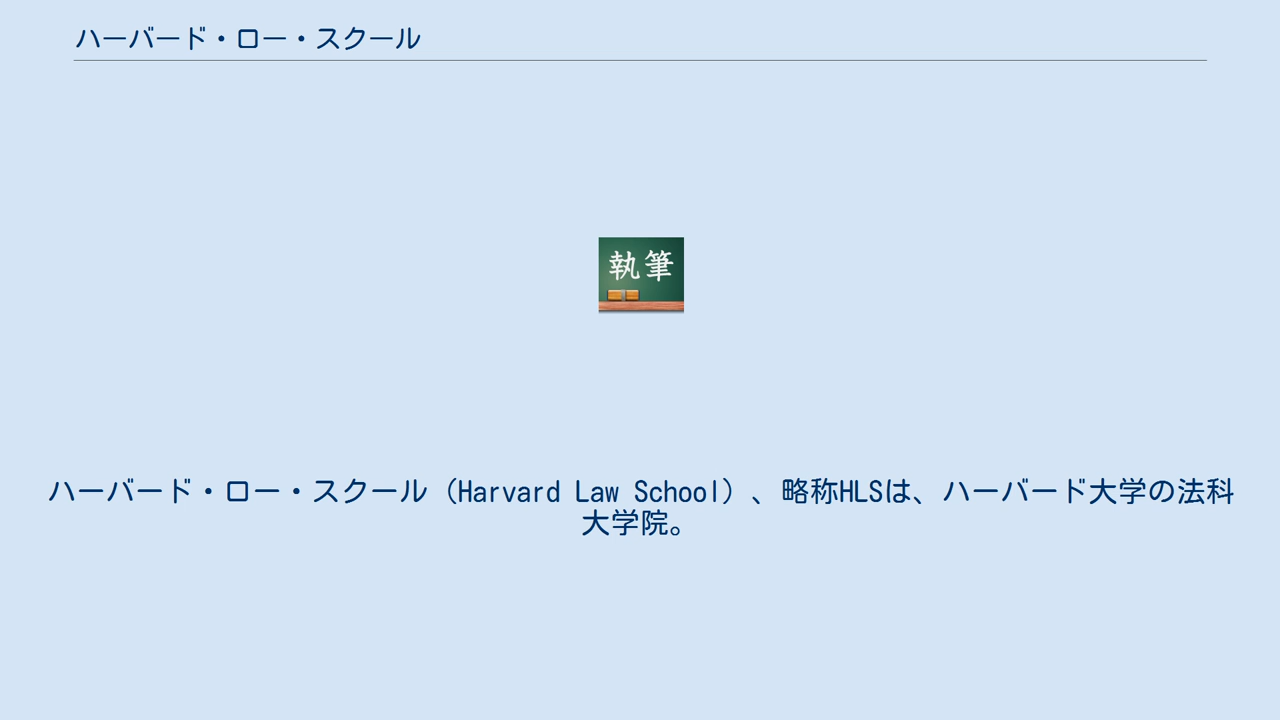 ハーバード・ロー・スクール
執筆
ハーバード・ロー・スクール（Harvard Law School）、略称HLSは、ハーバード大学の法科
大学院。